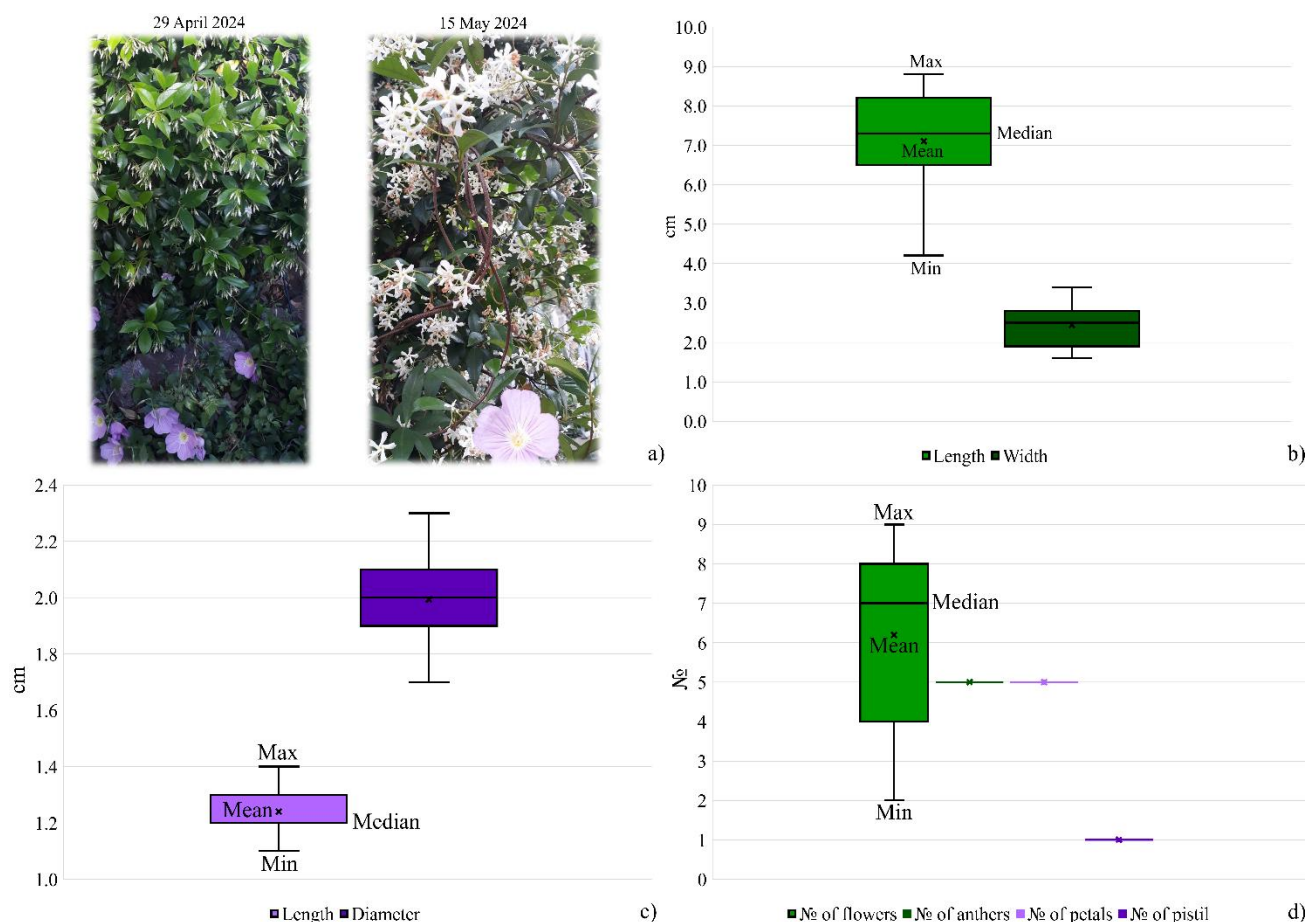 29 April 2024
15 May 2024
a)
10.0
9.0
8.0
7.0
6.0
5.0
4.0
3.0
2.0
1.0
0.0
cm
Max
Median
Mean
Min
Length Width
b)
2.4
2.2
2.0
1.8
1.6
1.4
1.2
1.0
cm
Max
Mean
Median
Min
Length Diameter
c)
10
9
8
7
6
5
4
3
2
1
0
№
Max
Median
Mean
Min
№ of flowers № of anthers № of petals № of pistil
d)